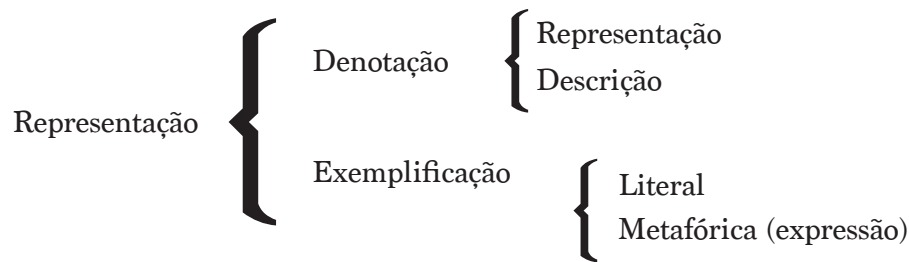 Representação
Denotação
Representação
Descrição
Exemplificação
Literal
Metafórica (expressão)